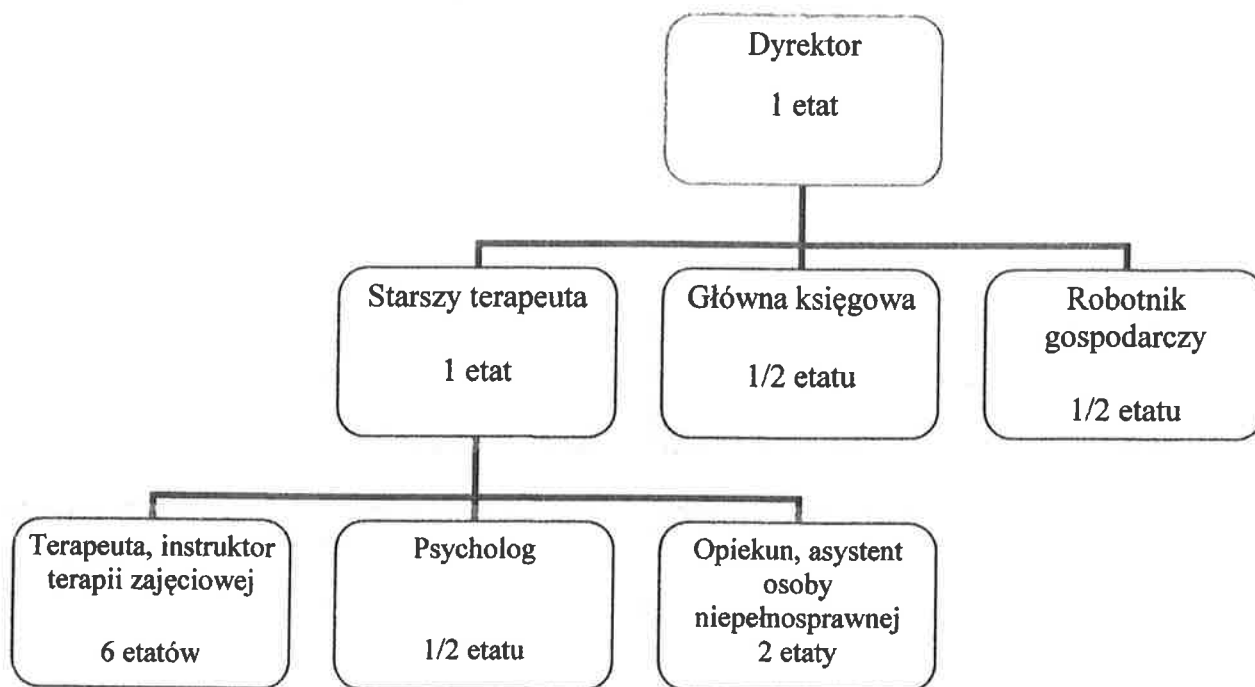 Dyrektor
1 etat
Starszy terapeuta
1 etat
Główna księgowa
1/2 etatu
Robotnik
gospodarczy
1/2 etatu
Terapeuta, instruktor
terapii zajęciowej
6 etatów
Psycholog
1/2 etatu
Opiekun, asystent
osoby
niepełnosprawnej
2 etaty